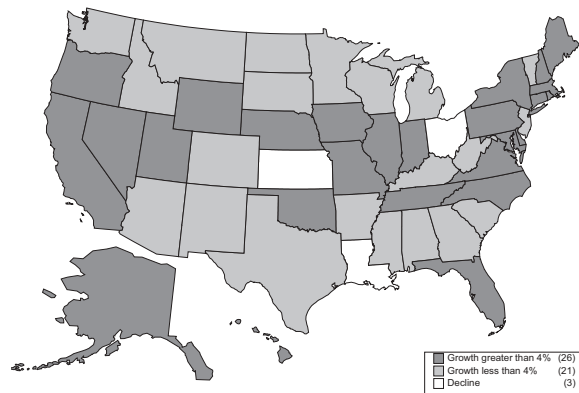 Growth greater than 4% (26)
Growth less than 4% (21)
Decline (3)